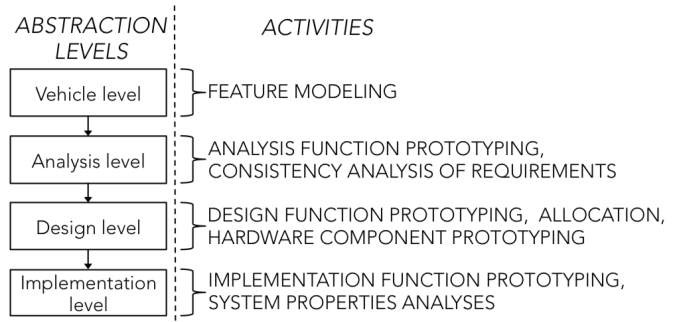 ABSTRACTION
LEVELS
ACTIVITIES
Vehicle level
FEATURE MODELING
Analysis level
ANALYSIS FUNCTION PROTOTYPING,
CONSISTENCY ANALYSIS OF REQUIREMENTS
Design level
DESIGN FUNCTION PROTOTYPING, ALLOCATION,
HARDWARE COMPONENT PROTOTYPING
Implementation
level
IMPLEMENTATION FUNCTION PROTOTYPING,
SYSTEM PROPERTIES ANALYSES